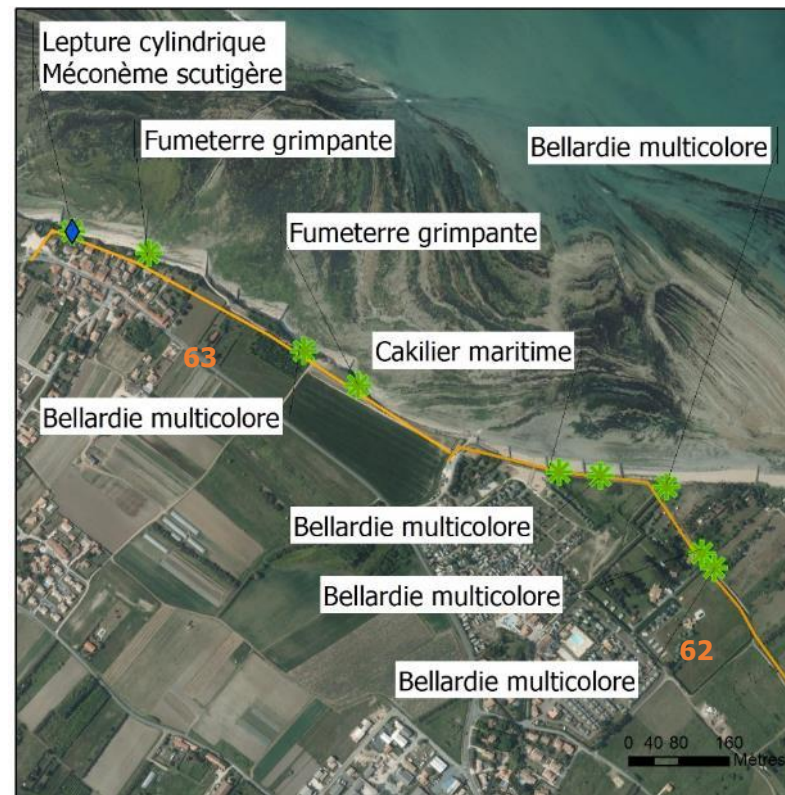 Lepture cylindrique
Méconème scutigère
Fumeterre grimpante
Bellardie multicolore
Fumeterre grimpante
Cakilier maritime
63
Bellardie multicolore
Bellardie multicolore
Bellardie multicolore
62
Bellardie multicolore
0 40 80 160
Mètres